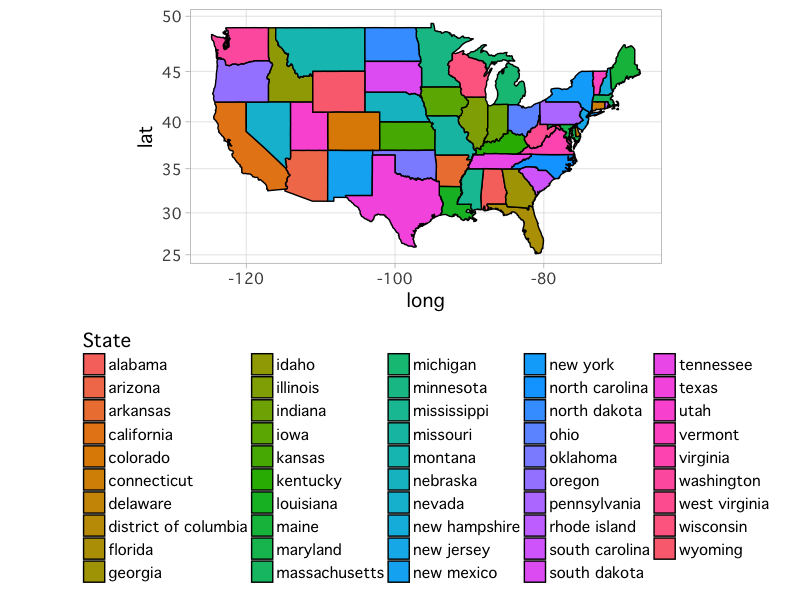 50
45
40
35
30
25
lat
-120 -100 -80
long
State
alabama idaho michigan new york tennessee
arizona illinois minnesota north carolina texas
arkansas indiana mississippi north dakota utah
california iowa missouri ohio vermont
colorado kansas montana oklahoma virginia
connecticut kentucky nebraska oregon washington
delaware louisiana nevada pennsylvania west virginia
district of columbia maine new hampshire rhode island wisconsin
florida maryland new jersey south carolina wyoming
georgia massachusetts new mexico south dakota